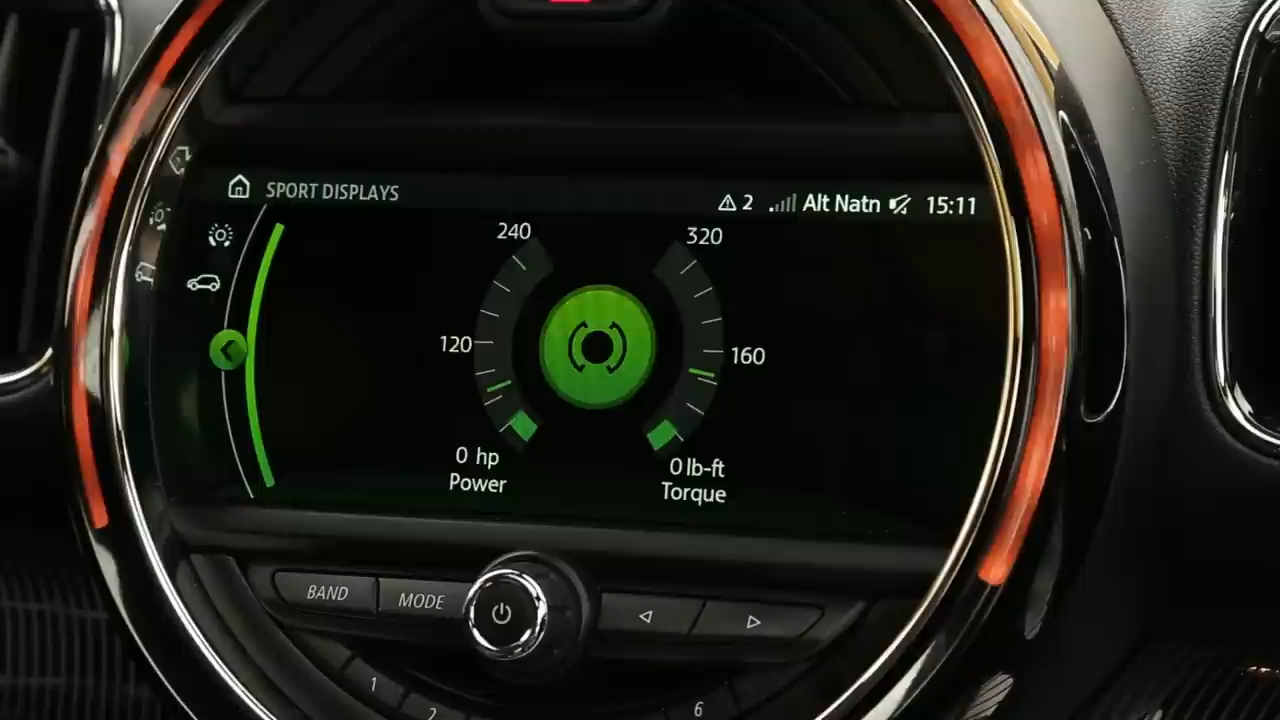 SPORT DISPLAYS
2 Alt Natn 15:11
240
320
120
160
0 hp
Power
0 lb-ft
Torque
BAND
MODE
1
2
6